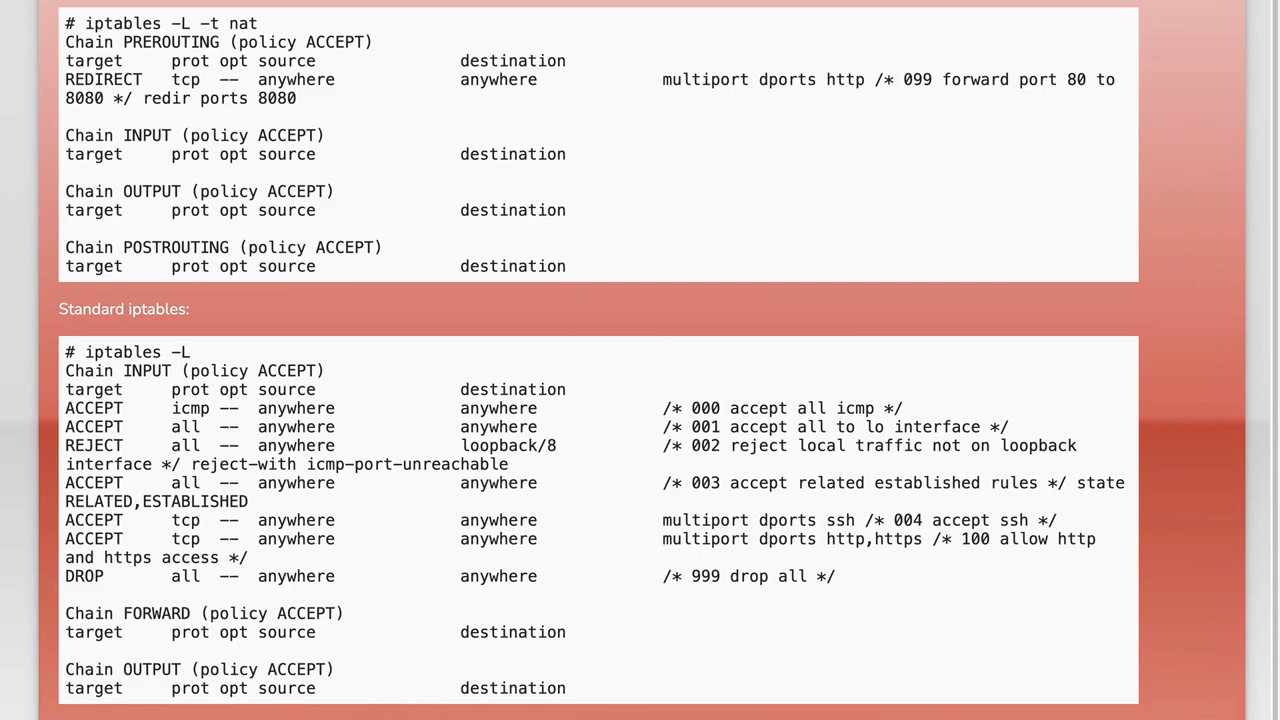 # iptables -L -t nat
Chain PREROUTING (policy ACCEPT)
target     prot opt source               destination
REDIRECT   tcp  --  anywhere             anywhere             multiport dports http /* 099 forward port 80 to
8080 */ redir ports 8080
Chain INPUT (policy ACCEPT)
target     prot opt source               destination
Chain OUTPUT (policy ACCEPT)
target     prot opt source               destination
Chain POSTROUTING (policy ACCEPT)
target     prot opt source               destination
Standard iptables:
# iptables -L
Chain INPUT (policy ACCEPT)
target     prot opt source               destination
ACCEPT     icmp --  anywhere             anywhere             /* 000 accept all icmp */
ACCEPT     all  --  anywhere             anywhere             /* 001 accept all to lo interface */
REJECT     all  --  anywhere             loopback/8           /* 002 reject local traffic not on loopback
interface */ reject-with icmp-port-unreachable
ACCEPT     all  --  anywhere             anywhere             /* 003 accept related established rules */ state
RELATED,ESTABLISHED
ACCEPT     tcp  --  anywhere             anywhere             multiport dports ssh /* 004 accept ssh */
ACCEPT     tcp  --  anywhere             anywhere             multiport dports http,https /* 100 allow http
and https access */
DROP       all  --  anywhere             anywhere             /* 999 drop all */
Chain FORWARD (policy ACCEPT)
target     prot opt source               destination
Chain OUTPUT (policy ACCEPT)
target     prot opt source               destination